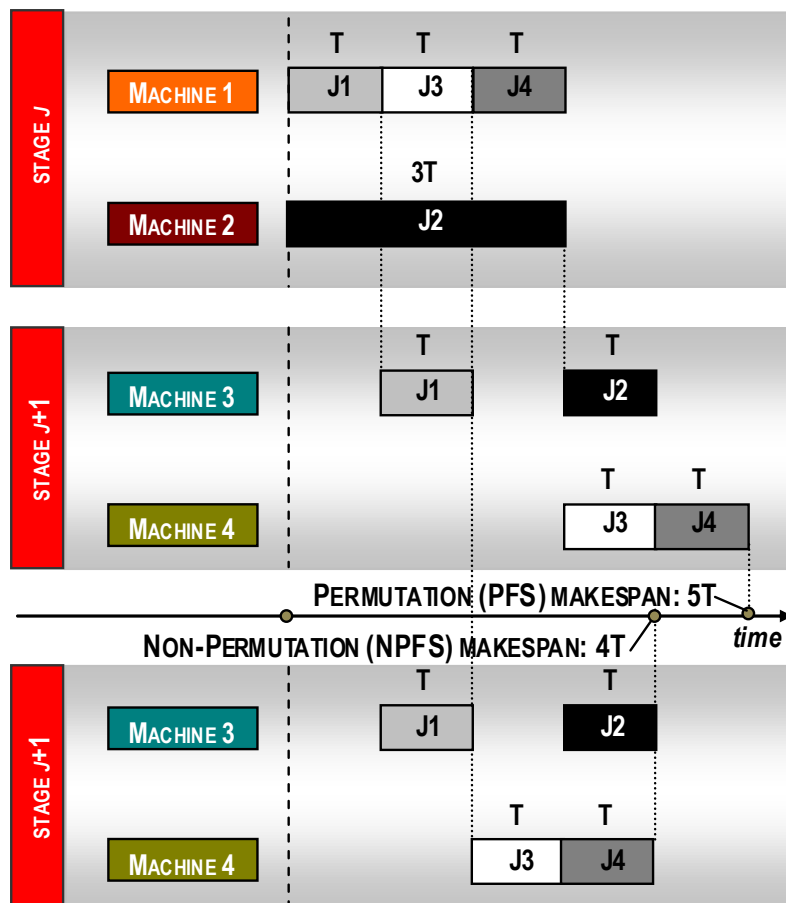 STAGE J
T T T
MACHINE 1
J1 J3 J4
3T
MACHINE 2
J2
STAGE J+1
T T
MACHINE 3
J1 J2
T T
MACHINE 4
J3 J4
PERMUTATION (PFS) MAKESPAN: 5T
time
NON-PERMUTATION (NPFS) MAKESPAN: 4T
STAGE J+1
T T
MACHINE 3
J1 J2
T T
MACHINE 4
J3 J4